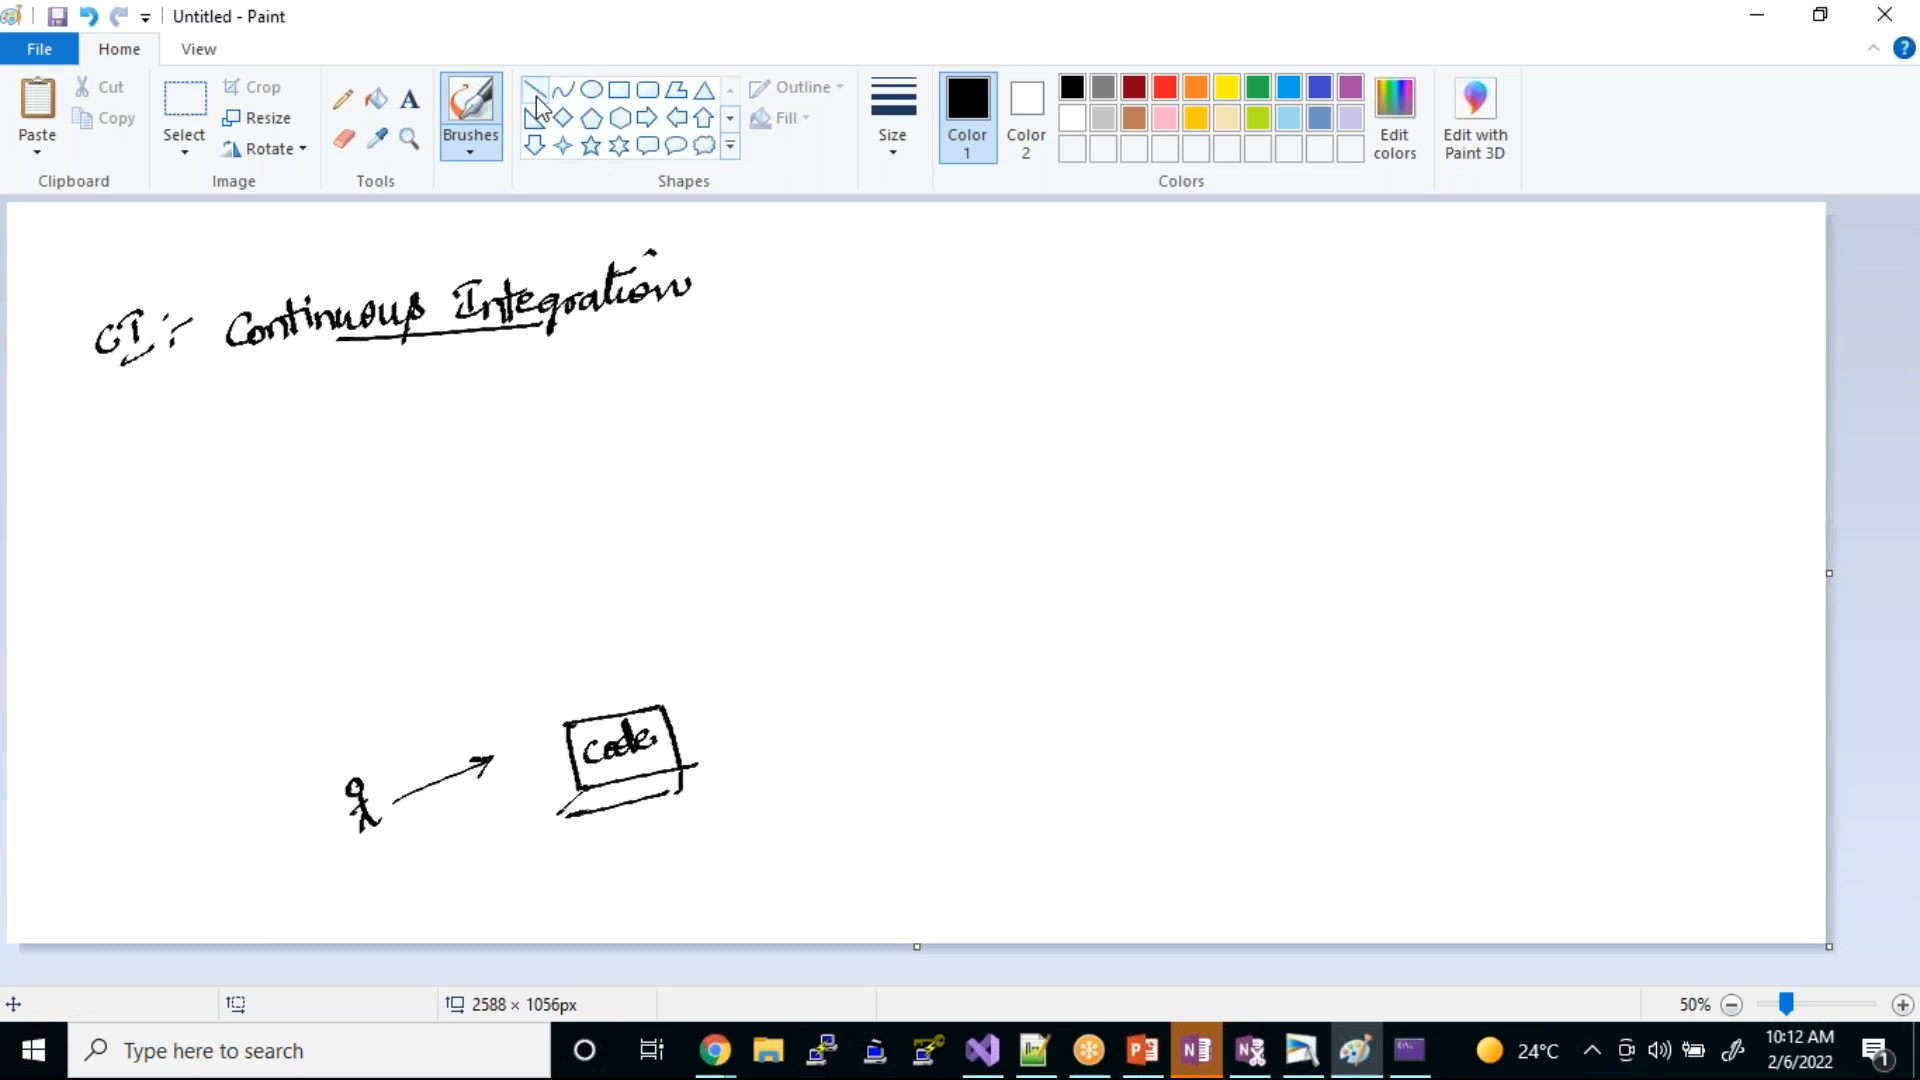 Untitled - Paint
File Home View
Paste
Cut
Copy
Clipboard
Select
Crop
Resize
Rotate
Image
Tools
Brushes
Shapes
Outline
Fill
Size
Color 1
Color 2
Edit colors
Edit with Paint 3D
Colors
CI :- Continuous Integration
Code
2588 × 1056px
50%
Type here to search
24°C
10:12 AM
2/6/2022
1